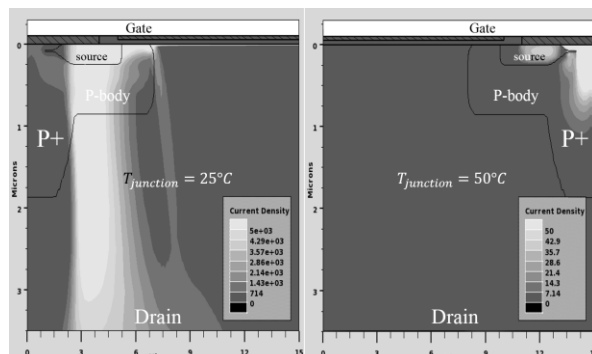 Gate
0
source
P-body
1
P+
Microns
T_junction = 25°C
2
Current Density
5e+03
4.29e+03
3.57e+03
2.86e+03
2.14e+03
1.43e+03
714
0
3
Drain
0 3 6 9 12 15
Gate
0
source
P-body
1
P+
Microns
T_junction = 50°C
2
Current Density
50
42.9
35.7
28.6
21.4
14.3
7.14
0
3
Drain
0 3 6 9 12